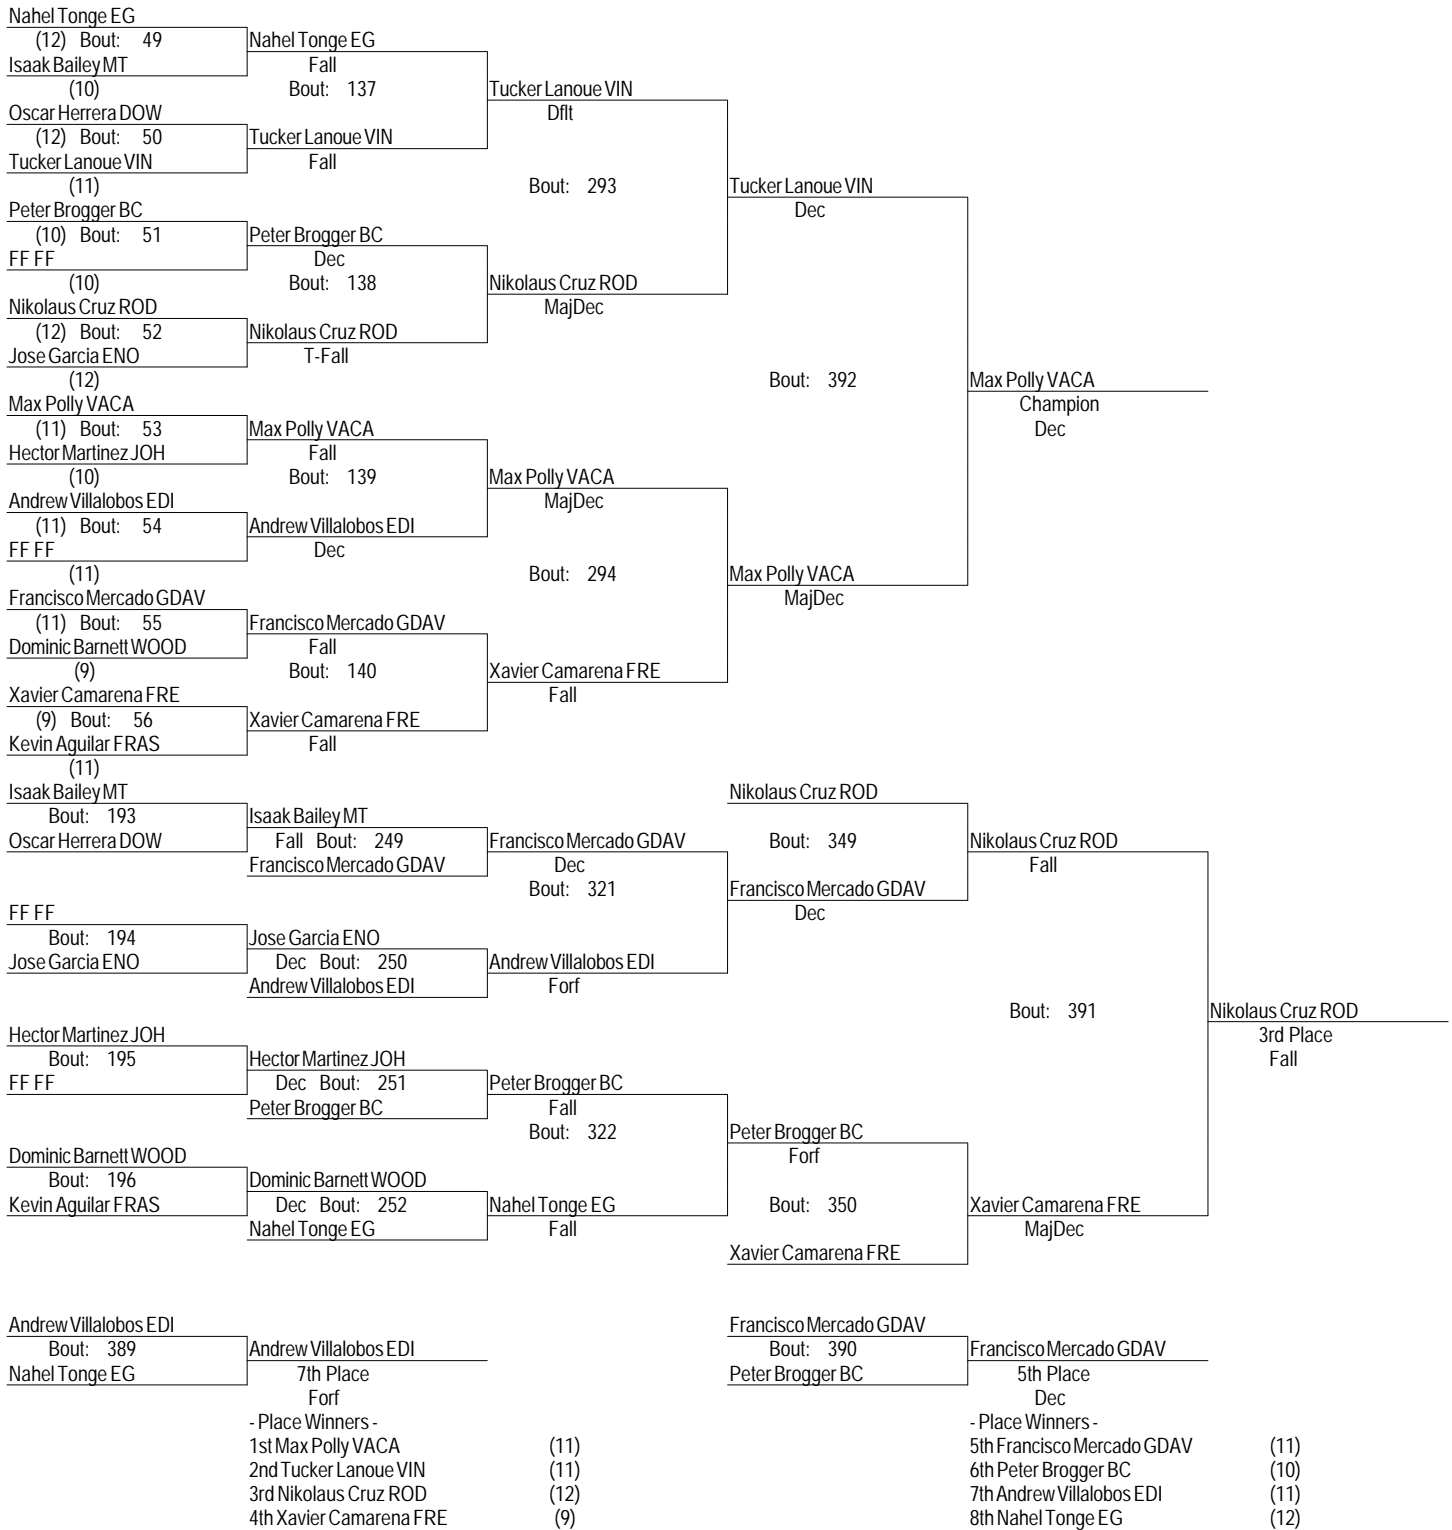 Nahel Tonge EG
(12) Bout: 49 Nahel Tonge EG
Isaak Bailey MT Fall
(10) Bout: 137 Tucker Lanoue VIN
Oscar Herrera DOW Dflt
(12) Bout: 50 Tucker Lanoue VIN
Tucker Lanoue VIN Fall
(11) Bout: 293 Tucker Lanoue VIN
Peter Brogger BC Dec
(10) Bout: 51 Peter Brogger BC
FF FF Dec
(10) Bout: 138 Nikolaus Cruz ROD
Nikolaus Cruz ROD MajDec
(12) Bout: 52 Nikolaus Cruz ROD
Jose Garcia ENO T-Fall
(12) Bout: 392 Max Polly VACA
Max Polly VACA Champion
(11) Bout: 53 Max Polly VACA Dec
Hector Martinez JOH Fall
(10) Bout: 139 Max Polly VACA
Andrew Villalobos EDI MajDec
(11) Bout: 54 Andrew Villalobos EDI
FF FF Dec
(11) Bout: 294 Max Polly VACA
Francisco Mercado GDAV MajDec
(11) Bout: 55 Francisco Mercado GDAV
Dominic Barnett WOOD Fall
(9) Bout: 140 Xavier Camarena FRE
Xavier Camarena FRE Fall
(9) Bout: 56 Xavier Camarena FRE
Kevin Aguilar FRAS Fall
(11)
Isaak Bailey MT Nikolaus Cruz ROD
Bout: 193 Isaak Bailey MT
Oscar Herrera DOW Fall Bout: 249 Francisco Mercado GDAV Bout: 349 Nikolaus Cruz ROD
Francisco Mercado GDAV Dec Fall
Bout: 321 Francisco Mercado GDAV
FF FF Dec
Bout: 194 Jose Garcia ENO
Jose Garcia ENO Dec Bout: 250 Andrew Villalobos EDI
Andrew Villalobos EDI Forf
Bout: 391 Nikolaus Cruz ROD
Hector Martinez JOH 3rd Place
Bout: 195 Hector Martinez JOH Fall
FF FF Dec Bout: 251 Peter Brogger BC
Peter Brogger BC Fall
Bout: 322 Peter Brogger BC
Dominic Barnett WOOD Forf
Bout: 196 Dominic Barnett WOOD
Kevin Aguilar FRAS Dec Bout: 252 Nahel Tonge EG Bout: 350 Xavier Camarena FRE
Nahel Tonge EG Fall MajDec
Xavier Camarena FRE
Andrew Villalobos EDI Francisco Mercado GDAV
Bout: 389 Andrew Villalobos EDI Bout: 390 Francisco Mercado GDAV
Nahel Tonge EG 7th Place Peter Brogger BC 5th Place
Forf Dec
- Place Winners - - Place Winners -
1st Max Polly VACA (11) 5th Francisco Mercado GDAV (11)
2nd Tucker Lanoue VIN (11) 6th Peter Brogger BC (10)
3rd Nikolaus Cruz ROD (12) 7th Andrew Villalobos EDI (11)
4th Xavier Camarena FRE (9) 8th Nahel Tonge EG (12)